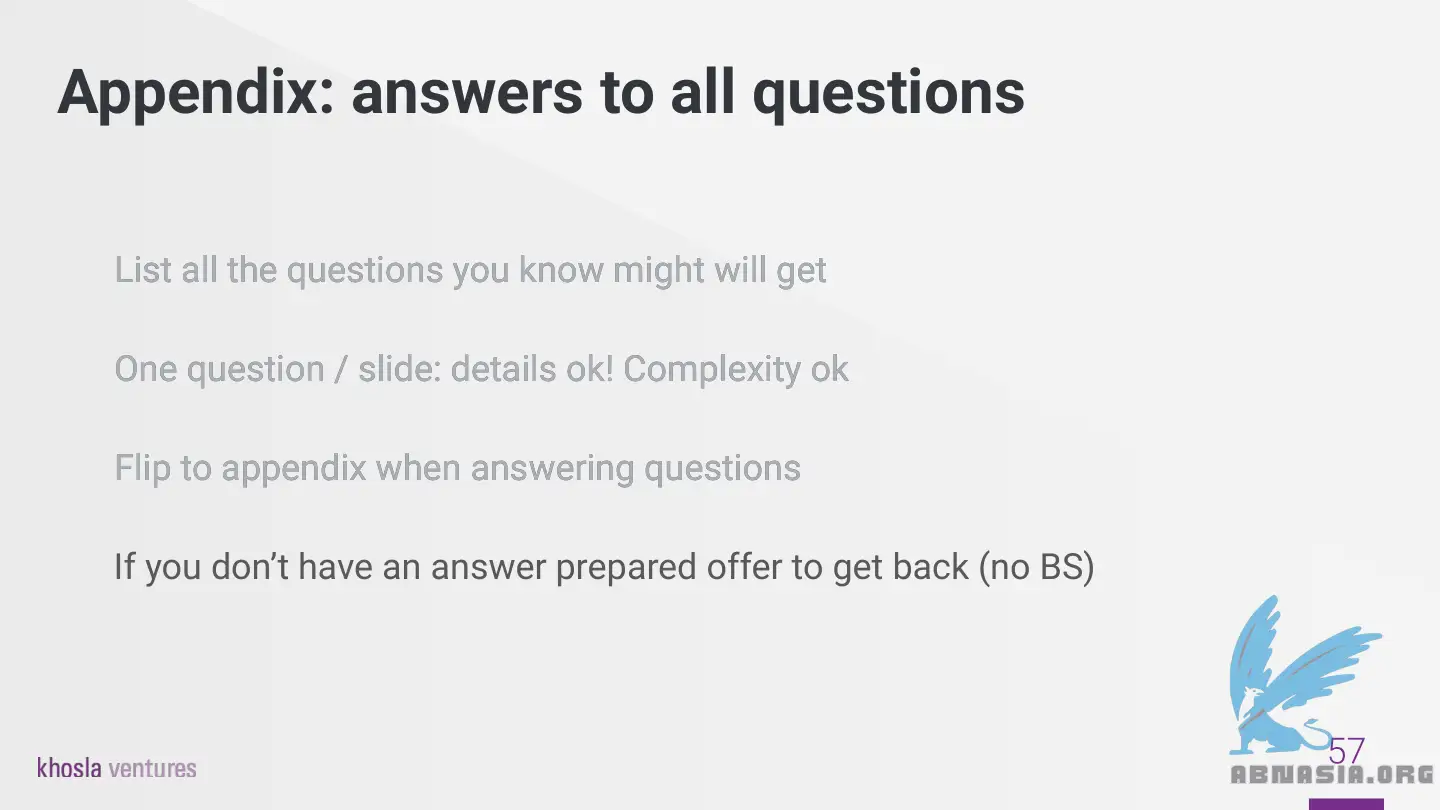 Appendix: answers to all questions
List all the questions you know might will get
One question / slide: details ok! Complexity ok
Flip to appendix when answering questions
If you don’t have an answer prepared offer to get back (no BS)
khosla ventures
57
ABNASIA.ORG